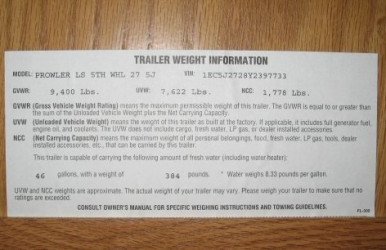 TRAILER WEIGHT INFORMATION
MODEL: PROWLER LS 5TH WHL 27 5J VIN: 1EC5J2728Y2397733
GVWR: 9,400 Lbs. UVW: 7,622 Lbs. NCC: 1,778 Lbs.
GVWR (Gross Vehicle Weight Rating) means the maximum permissible weight of this trailer. The GVWR is equal to or greater than
the sum of the Unloaded Vehicle Weight plus the Net Carrying Capacity.
UVW (Unloaded Vehicle Weight) means the weight of this trailer as built at the factory. If applicable, it includes full generator fuel,
engine oil, and coolants. The UVW does not include cargo, fresh water, LP gas, or dealer installed accessories.
NCC (Net Carrying Capacity) means the maximum weight of all personal belongings, food, fresh water, LP gas, tools, dealer
installed accessories, etc., that can be carried by this trailer.
This trailer is capable of carrying the following amount of fresh water (including water heater):
46 gallons, with a weight of 384 pounds. * Water weighs 8.33 pounds per gallon.
UVW and NCC weights are approximate. The actual weight of your trailer may vary. Please weigh your trailer to make sure that no
ratings are exceeded.
CONSULT OWNER'S MANUAL FOR SPECIFIC WEIGHING INSTRUCTIONS AND TOWING GUIDELINES.